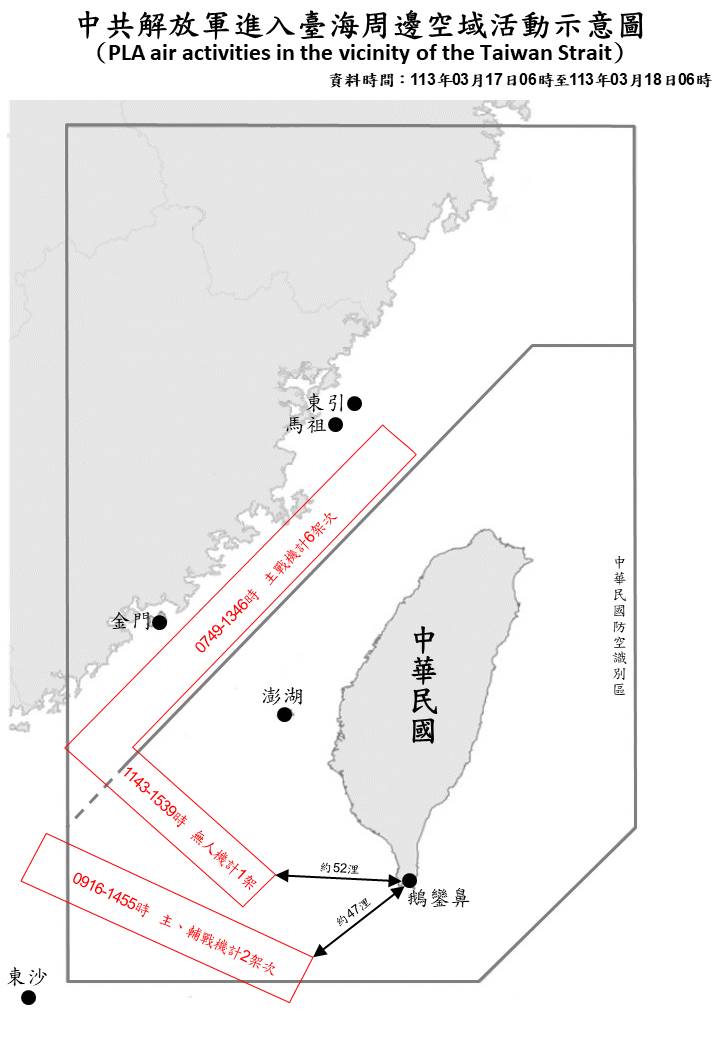 中共解放軍進入臺海周邊空域活動示意圖
（PLA air activities in the vicinity of the Taiwan Strait）
資料時間：113年03月17日06時至113年03月18日06時
東引
馬祖
0749-1346時 主戰機計6架次
中華民國防空識別區
金門
中華民國
澎湖
1143-1539時 無人機計1架
約52浬
0916-1455時 主、輔戰機計2架次
約47浬
鵝鑾鼻
東沙